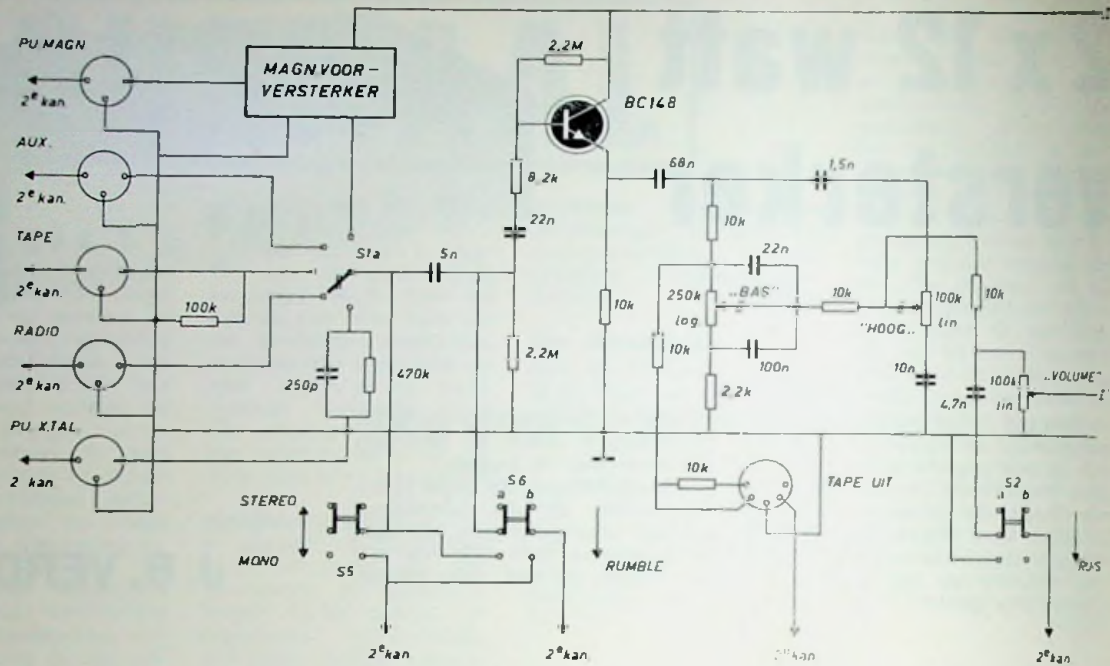 PU.MAGN
2e kan.
MAGN.VOOR-
VERSTERKER
AUX.
2e kan.
TAPE
2e kan.
100k
RADIO
2e kan
PU. X.TAL
2 kan
S1a
250p
470k
5n
2,2M
8,2k
22n
2,2M
BC148
10k
68n
10k
22n
250k
log
„BAS"
100n
10k
2,2k
10k
1,5n
"HOOG„
100k
lin
10n
10k
4,7n
100k
lin
„VOLUME"
STEREO
MONO
S5
S6
a b
RUMBLE
10k
TAPE UIT
S2
a b
2e kan
2e kan.
2e kan
2e kan